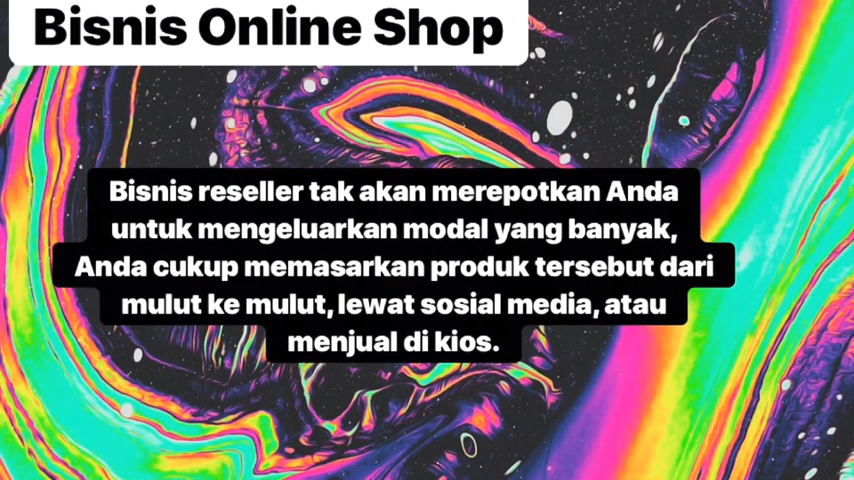 Bisnis Online Shop
Bisnis reseller tak akan merepotkan Anda
untuk mengeluarkan modal yang banyak,
Anda cukup memasarkan produk tersebut dari
mulut ke mulut, lewat sosial media, atau
menjual di kios.